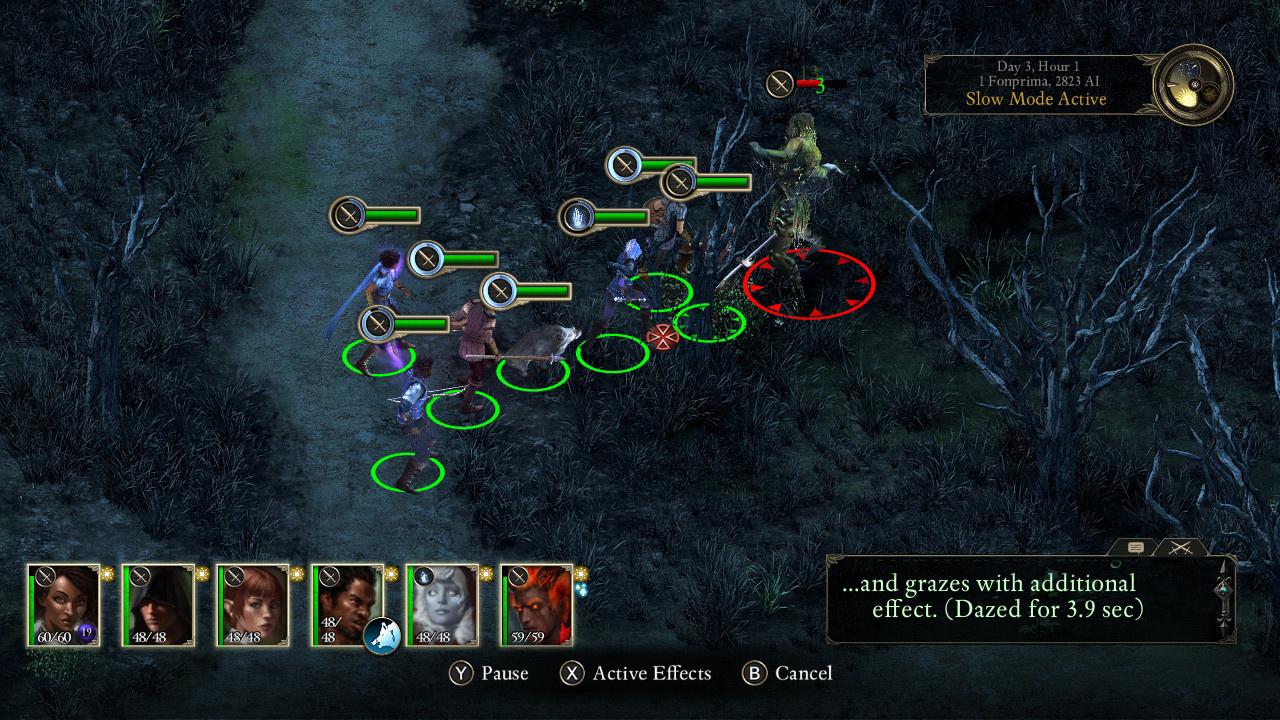 Day 3, Hour 1
1 Fonprima, 2823 AI
Slow Mode Active
3
60/60
19
48/48
48/48
48/
48
48/48
59/59
...and grazes with additional
effect. (Dazed for 3.9 sec)
Y Pause
X Active Effects
B Cancel